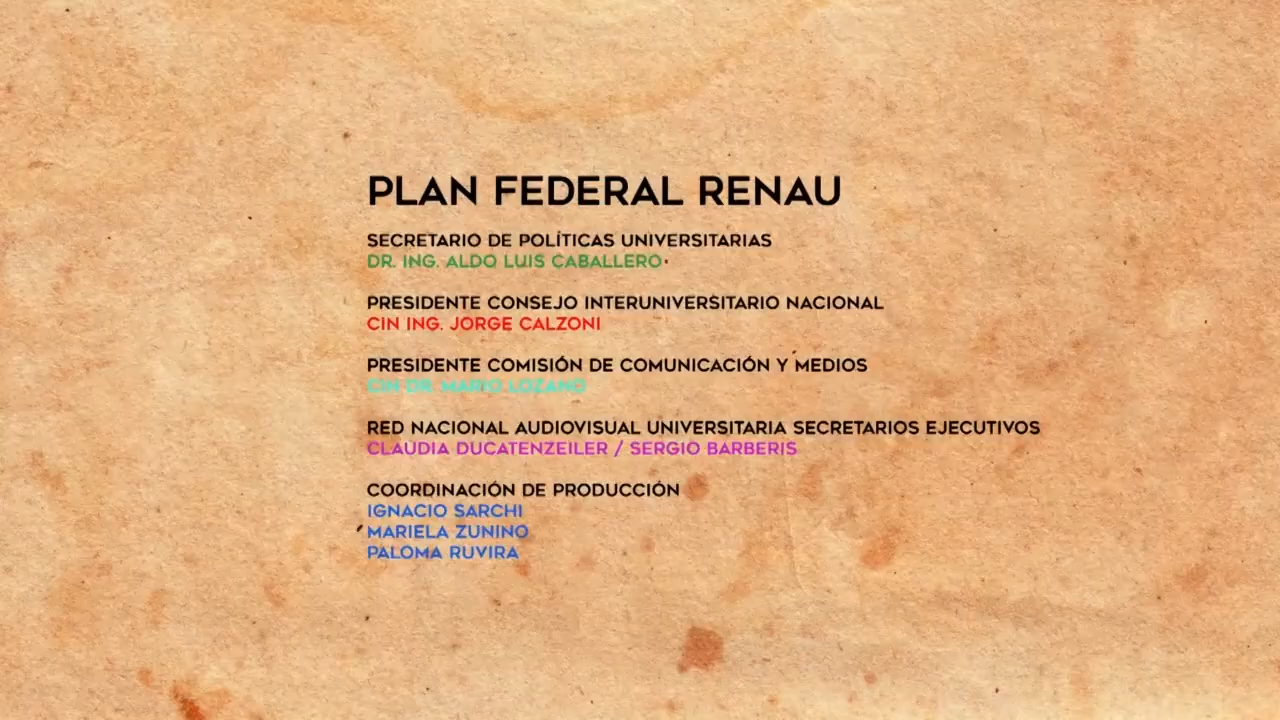 PLAN FEDERAL RENAU
SECRETARIO DE POLÍTICAS UNIVERSITARIAS
DR. ING. ALDO LUIS CABALLERO
PRESIDENTE CONSEJO INTERUNIVERSITARIO NACIONAL
CIN ING. JORGE CALZONI
PRESIDENTE COMISIÓN DE COMUNICACIÓN Y MEDIOS
CIN DR. MARIO LOZANO
RED NACIONAL AUDIOVISUAL UNIVERSITARIA SECRETARIOS EJECUTIVOS
CLAUDIA DUCATENZEILER / SERGIO BARBERIS
COORDINACIÓN DE PRODUCCIÓN
IGNACIO SARCHI
MARIELA ZUNINO
PALOMA RUVIRA